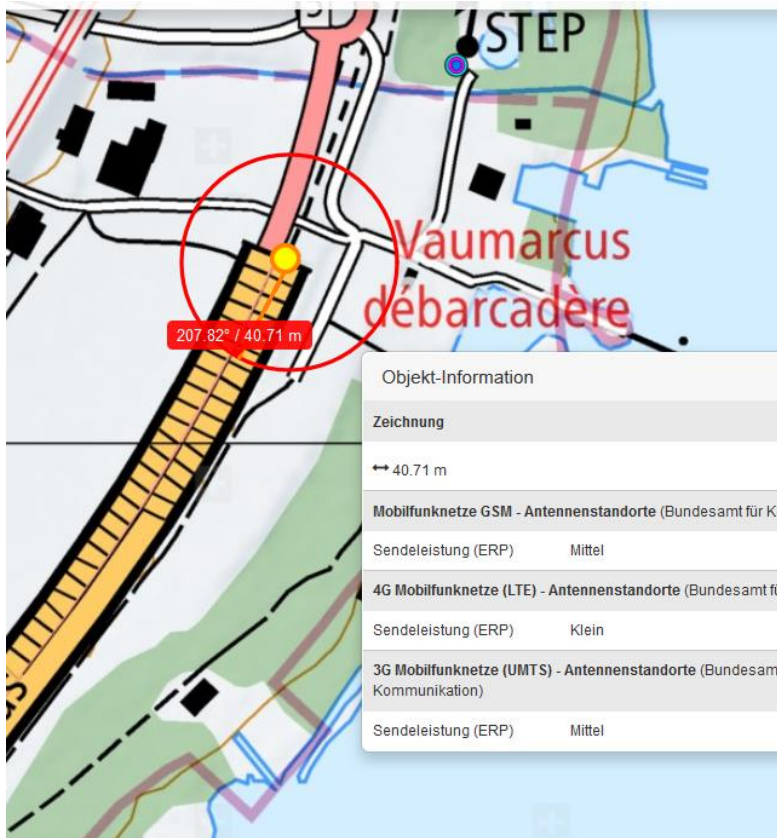 STEP
Vaumarcus
débarcadère
207.82° / 40.71 m
Objekt-Information
Zeichnung
↔ 40.71 m
Mobilfunknetze GSM - Antennenstandorte (Bundesamt für K
Sendeleistung (ERP) Mittel
4G Mobilfunknetze (LTE) - Antennenstandorte (Bundesamt fü
Sendeleistung (ERP) Klein
3G Mobilfunknetze (UMTS) - Antennenstandorte (Bundesam
Kommunikation)
Sendeleistung (ERP) Mittel